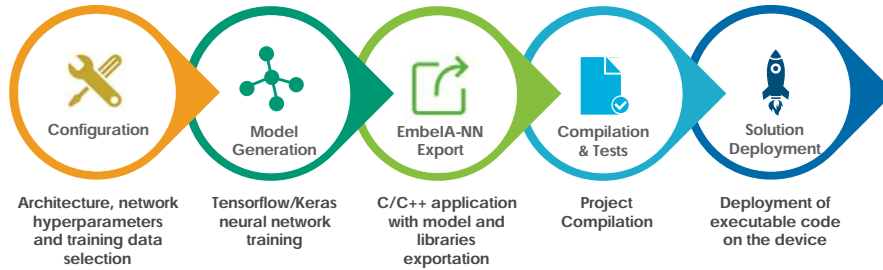 Configuration
Model
Generation
EmbeIA-NN
Export
Compilation
& Tests
Solution
Deployment
Architecture, network
hyperparameters
and training data
selection
Tensorflow/Keras
neural network
training
C/C++ application
with model and
libraries
exportation
Project
Compilation
Deployment of
executable code
on the device